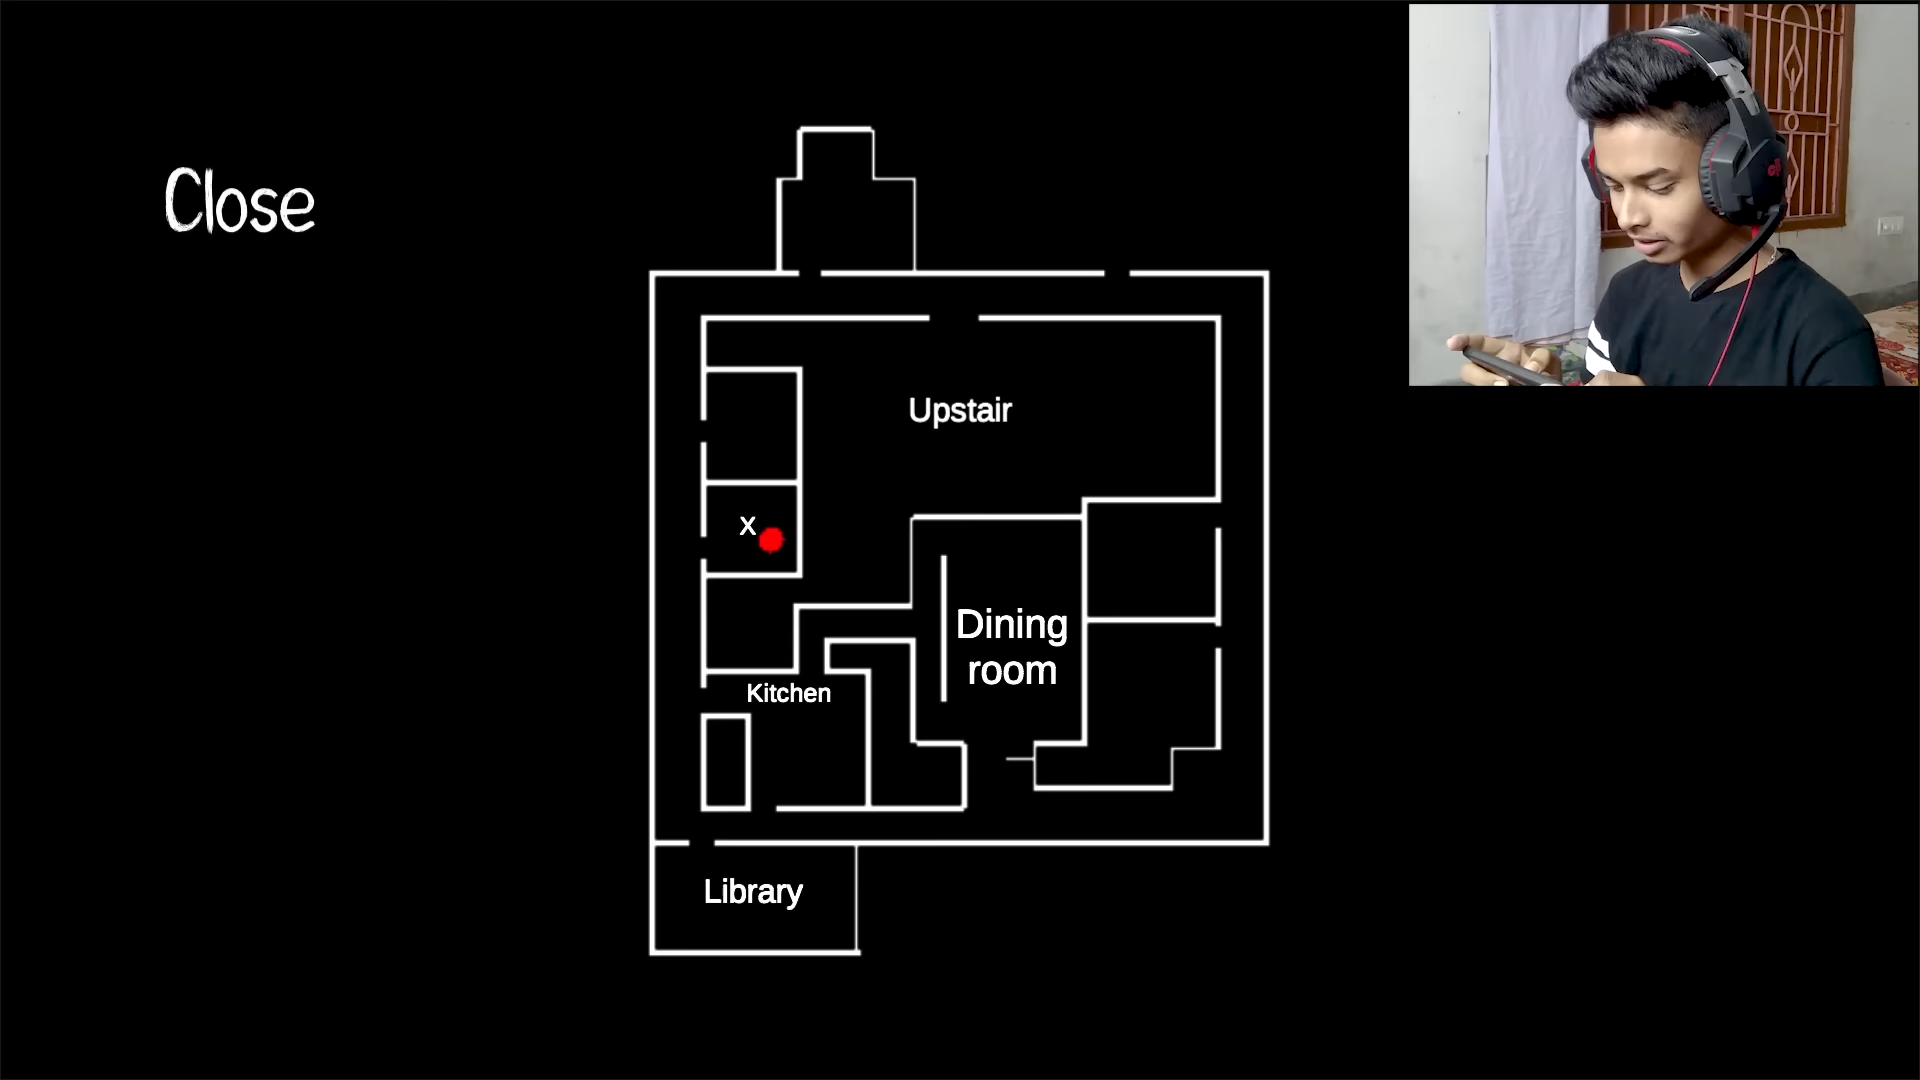 Close
Upstair
x
Dining
room
Kitchen
Library